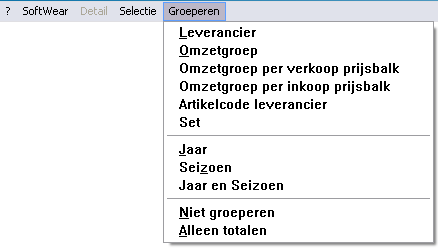 ? SoftWear Detail Selectie Groeperen
Leverancier
Omzetgroep
Omzetgroep per verkoop prijsbalk
Omzetgroep per inkoop prijsbalk
Artikelcode leverancier
Set
Jaar
Seizoen
Jaar en Seizoen
Niet groeperen
Alleen totalen